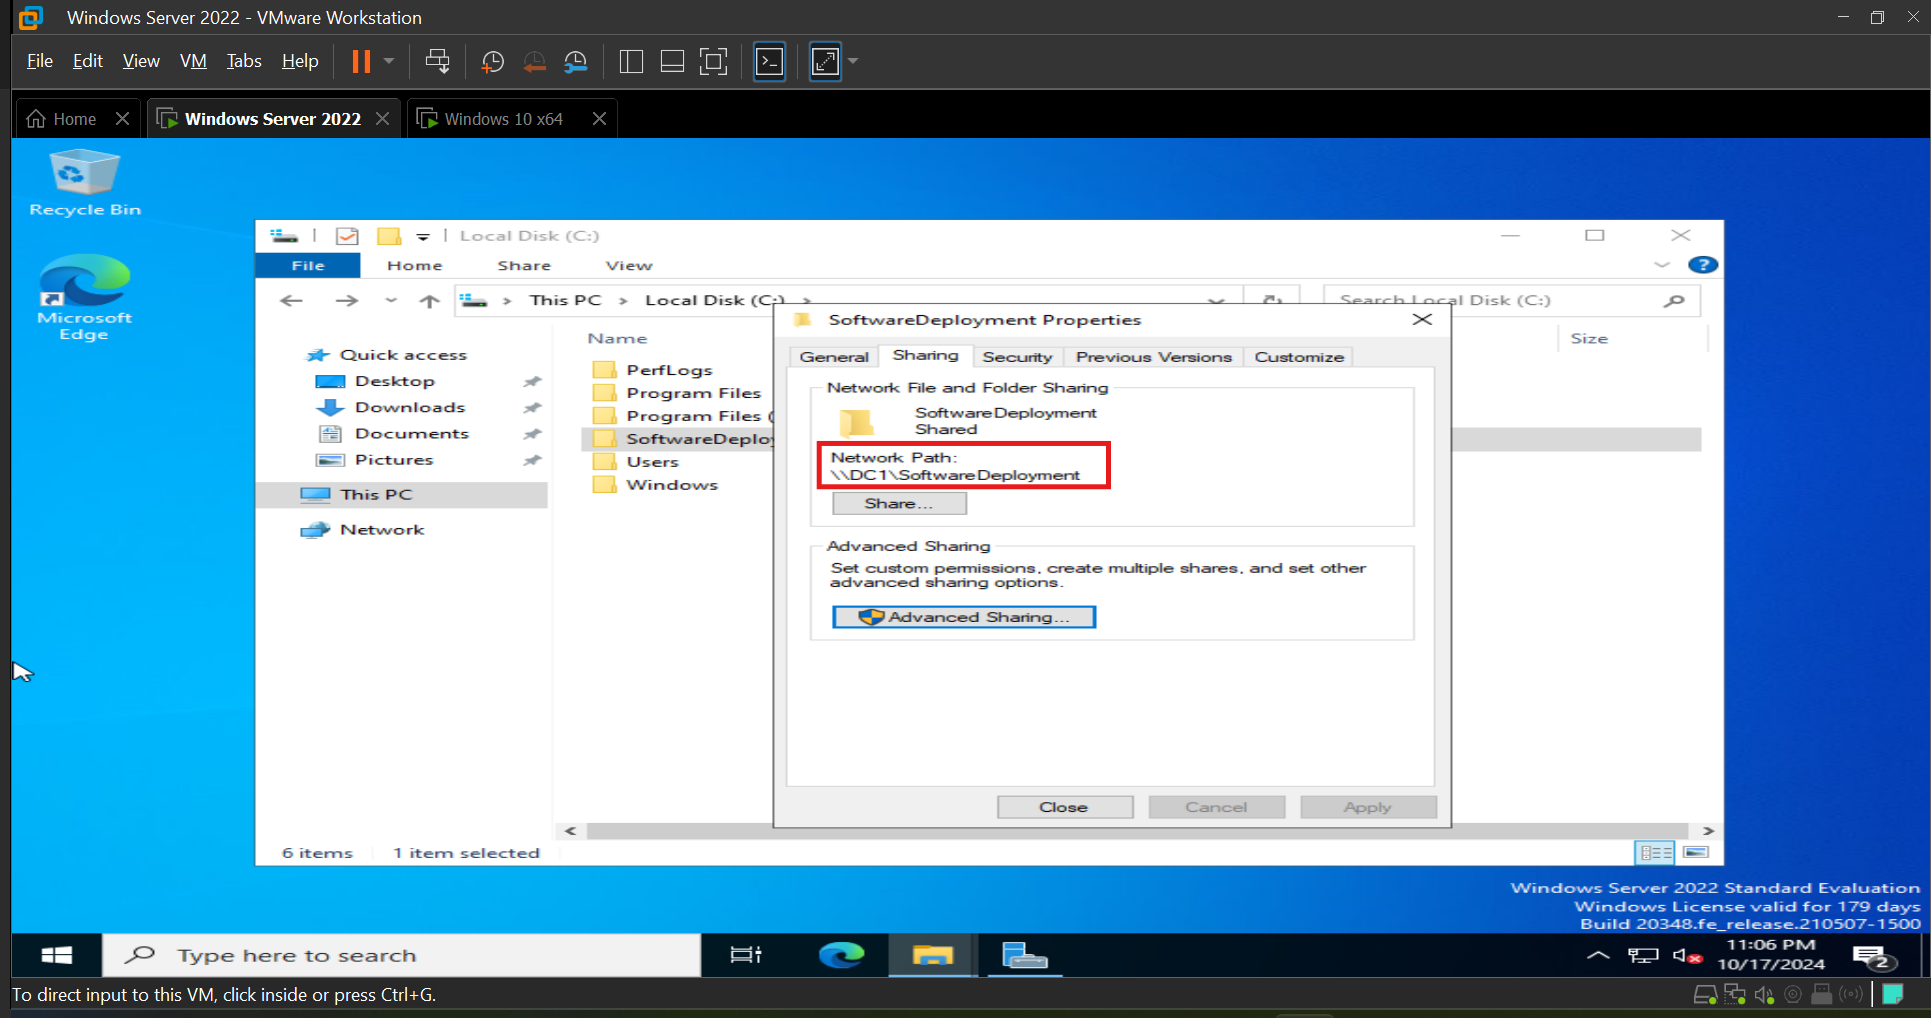 Windows Server 2022 - VMware Workstation
File Edit View VM Tabs Help
Home
Windows Server 2022
Windows 10 x64
Recycle Bin
Microsoft
Edge
Local Disk (C:)
File Home Share View
This PC > Local Disk (C:) >
Search Local Disk (C:)
Name
Size
Quick access
Desktop
Downloads
Documents
Pictures
This PC
Network
PerfLogs
Program Files
Program Files (
SoftwareDeplo
Users
Windows
SoftwareDeployment Properties
General Sharing Security Previous Versions Customize
Network File and Folder Sharing
SoftwareDeployment
Shared
Network Path:
\\DC1\SoftwareDeployment
Share...
Advanced Sharing
Set custom permissions, create multiple shares, and set other
advanced sharing options.
Advanced Sharing...
Close Cancel Apply
6 items 1 item selected
Windows Server 2022 Standard Evaluation
Windows License valid for 179 days
Build 20348.fe_release.210507-1500
Type here to search
11:06 PM
10/17/2024
2
To direct input to this VM, click inside or press Ctrl+G.